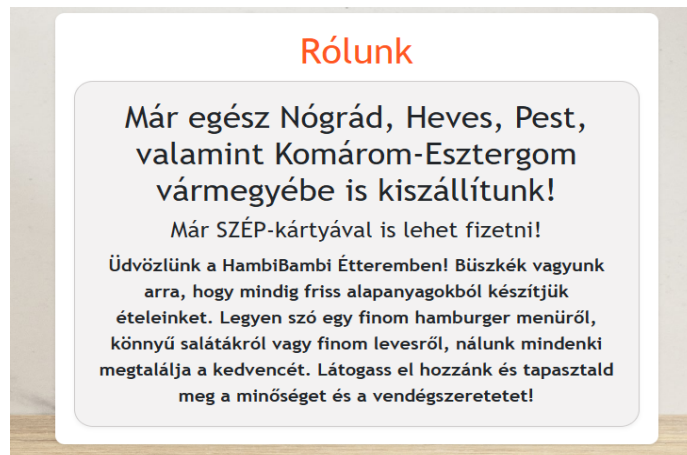 Rólunk
Már egész Nógrád, Heves, Pest,
valamint Komárom-Esztergom
vármegyébe is kiszállítunk!
Már SZÉP-kártyával is lehet fizetni!
Üdvözlünk a HambiBambi Étteremben! Büszkék vagyunk
arra, hogy mindig friss alapanyagokból készítjük
ételeinket. Legyen szó egy finom hamburger menüről,
könnyű salátákról vagy finom levesről, nálunk mindenki
megtalálja a kedvencét. Látogass el hozzánk és tapasztald
meg a minőséget és a vendégszeretetet!